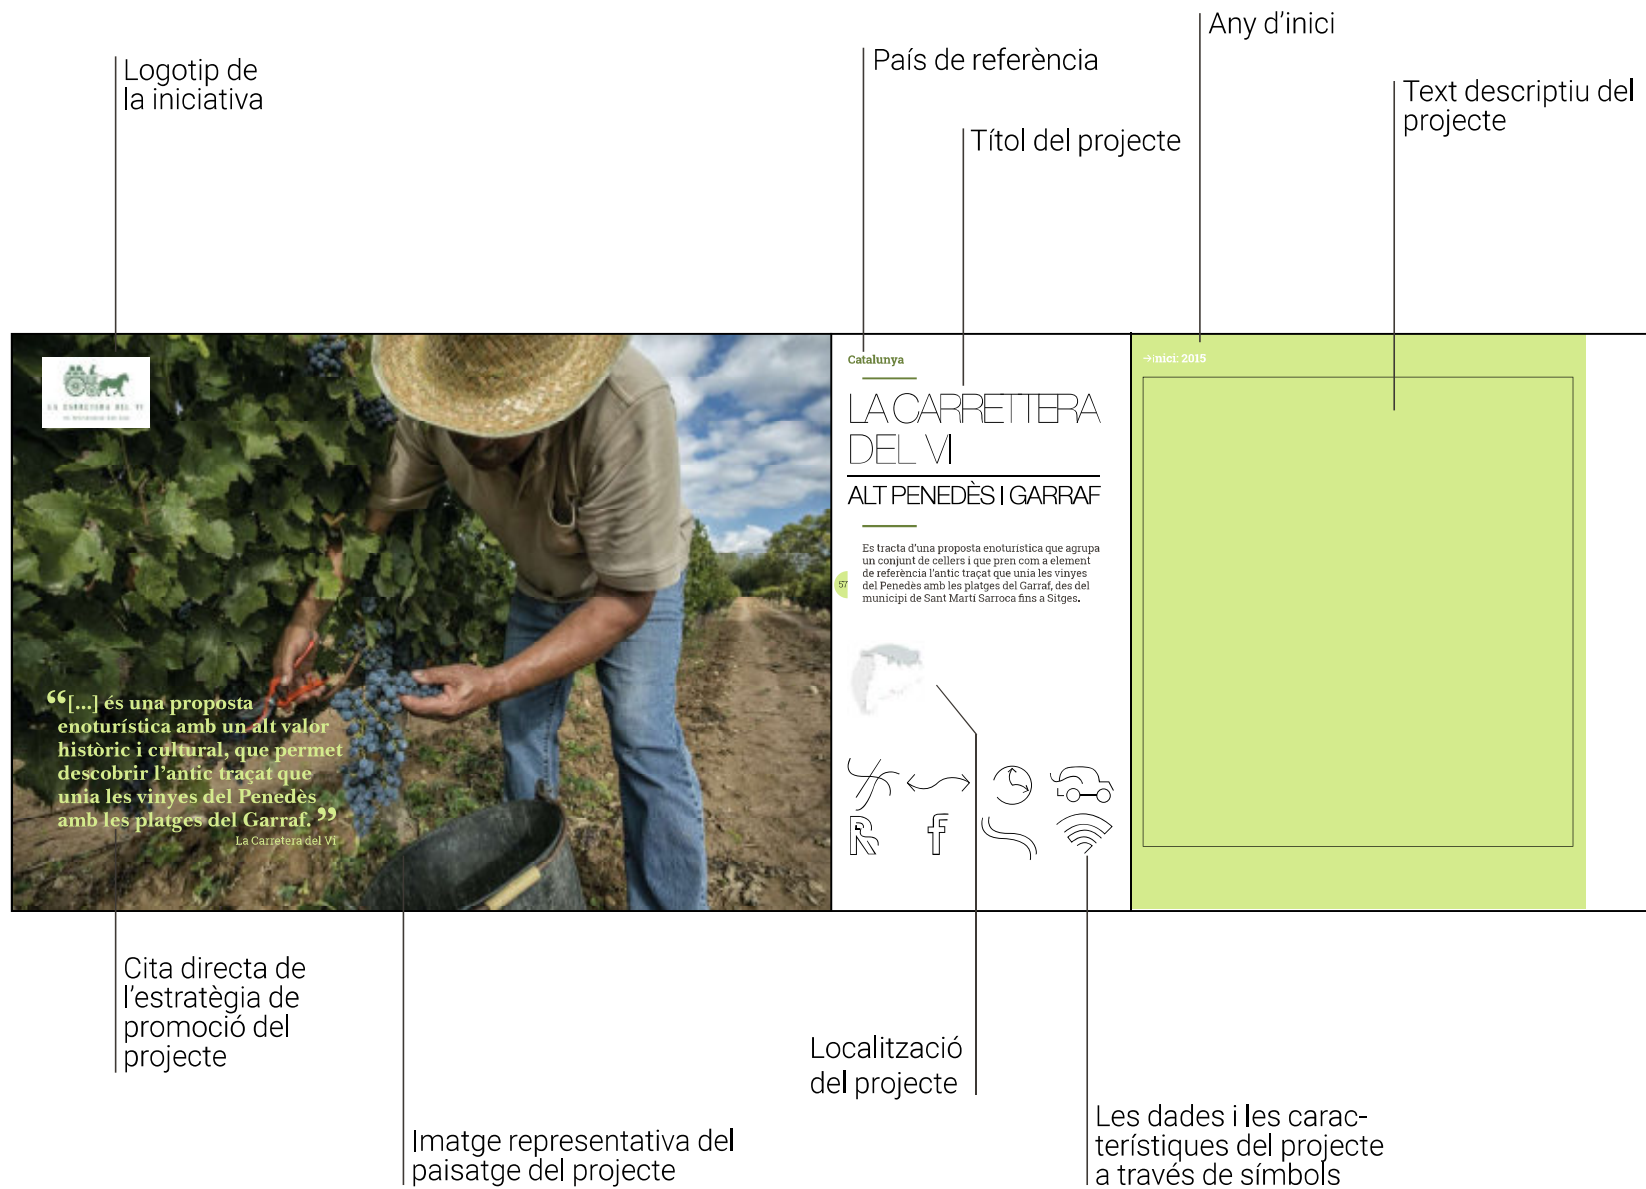 Any d’inici
País de referència
Logotip de
la iniciativa
Text descriptiu del
projecte
Títol del projecte
LA CARRETERA DEL VI
“[...] és una proposta
enoturística amb un alt valor
històric i cultural, que permet
descobrir l’antic traçat que
unia les vinyes del Penedès
amb les platges del Garraf. ”
La Carretera del Vi
Catalunya
LA CARRETTERA
DEL VI
ALT PENEDÈS I GARRAF
Es tracta d’una proposta enoturística que agrupa
un conjunt de cellers i que pren com a element
de referència l’antic traçat que unia les vinyes
del Penedès amb les platges del Garraf, des del
municipi de Sant Martí Sarroca fins a Sitges.
57
→Inici: 2015
Cita directa de
l’estratègia de
promoció del
projecte
Localització
del projecte
Imatge representativa del
paisatge del projecte
Les dades i les carac-
terístiques del projecte
a través de símbols